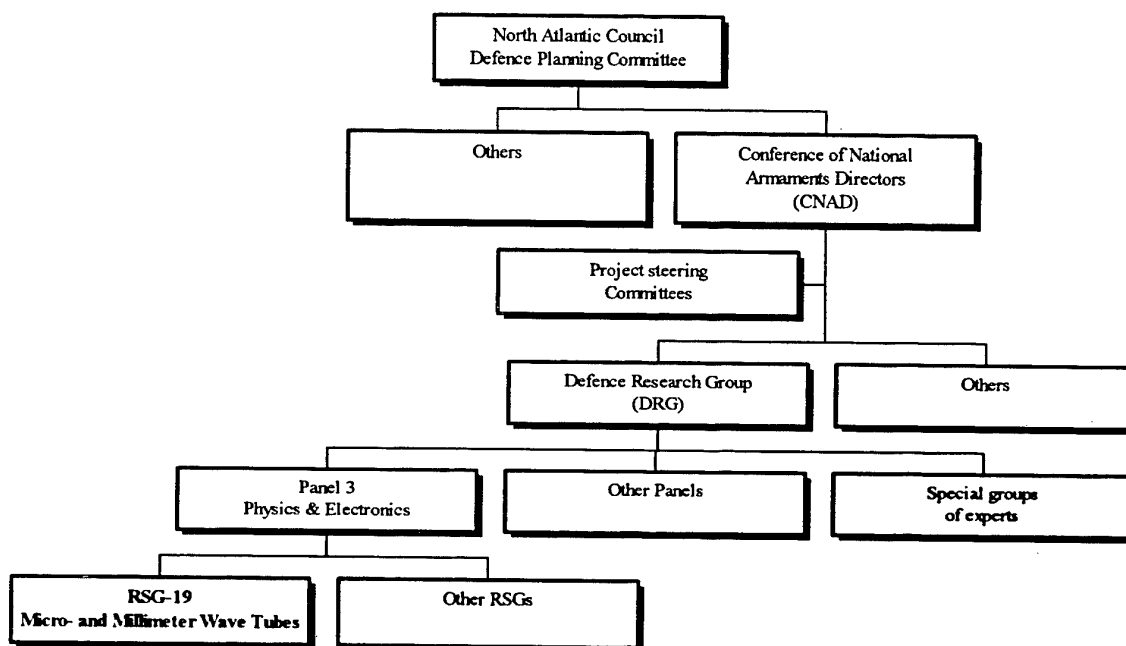 North Atlantic Council
Defence Planning Committee
Others
Conference of National
Armaments Directors
(CNAD)
Project steering
Committees
Defence Research Group
(DRG)
Others
Panel 3
Physics & Electronics
Other Panels
Special groups
of experts
RSG-19
Micro- and Millimeter Wave Tubes
Other RSGs